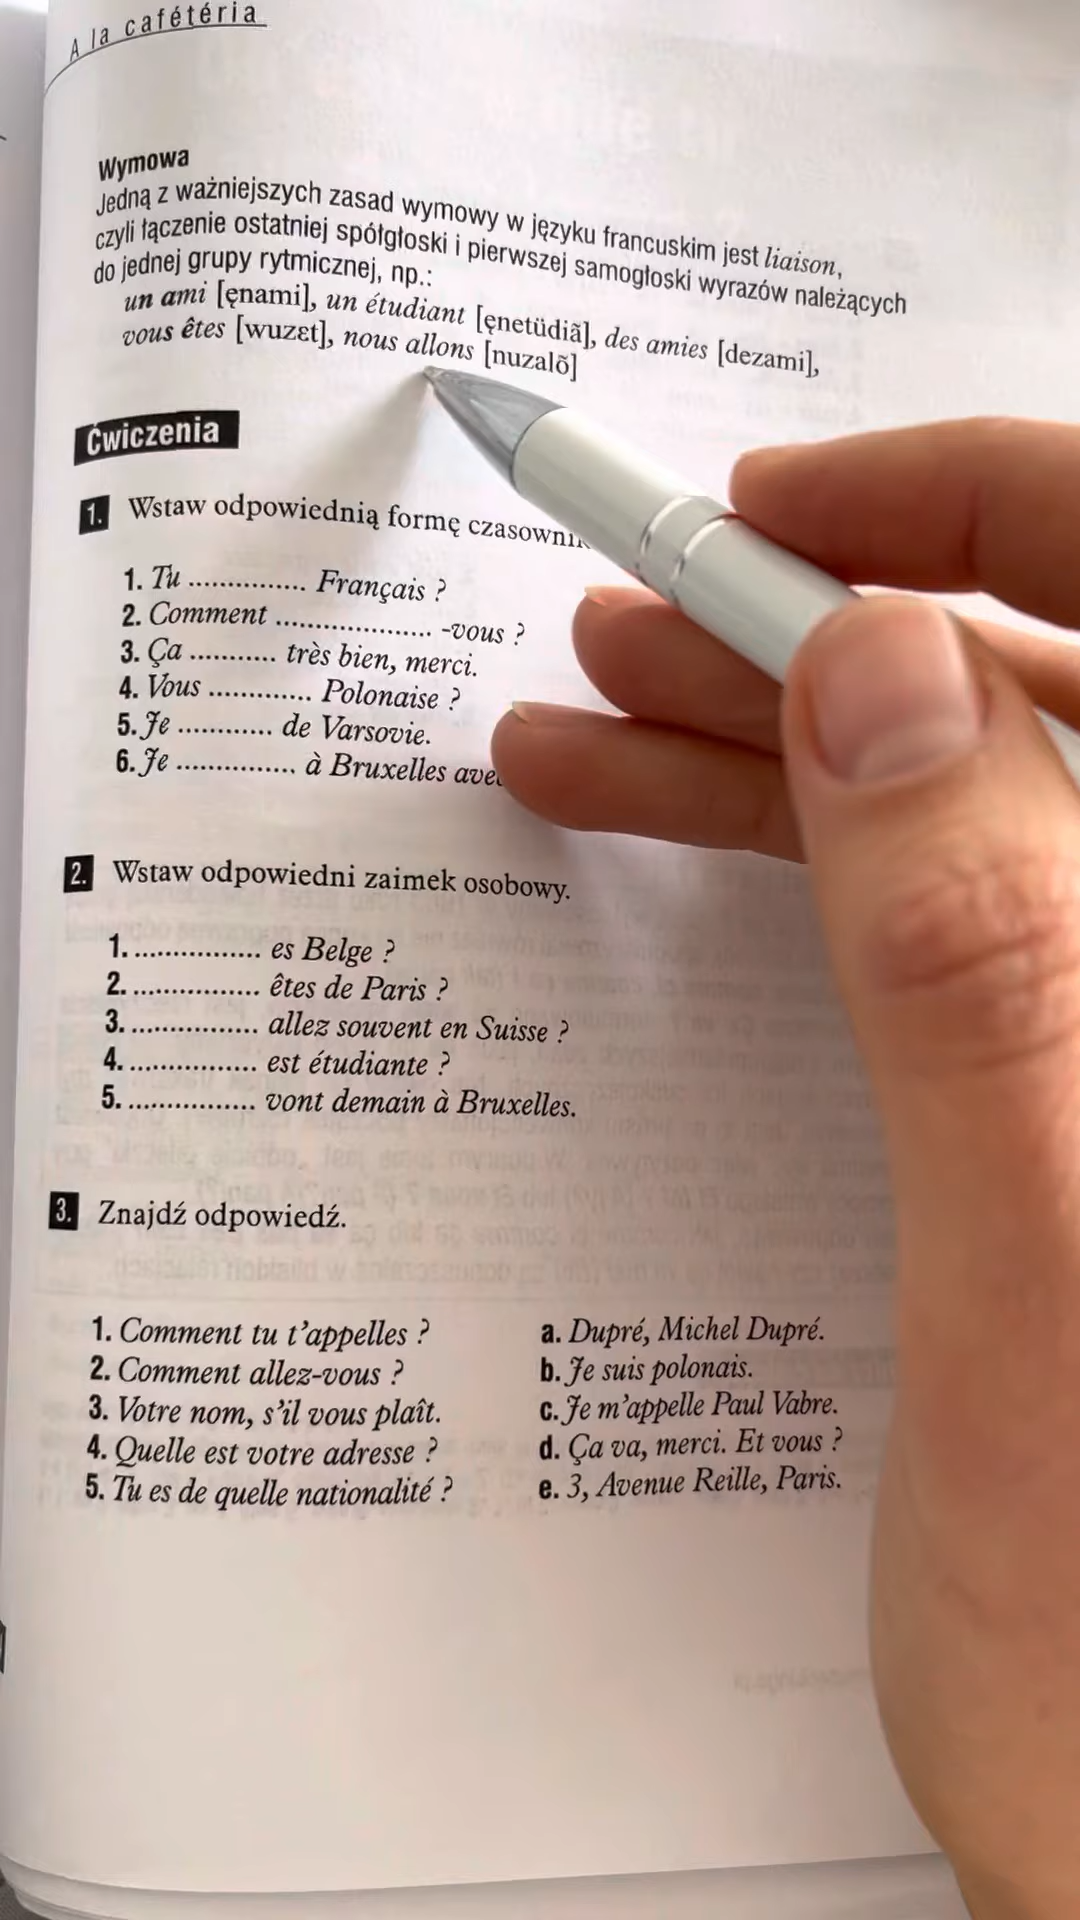 A la cafétéria
Wymowa
Jedną z ważniejszych zasad wymowy w języku francuskim jest liaison,
czyli łączenie ostatniej spółgłoski i pierwszej samogłoski wyrazów należących
do jednej grupy rytmicznej, np.:
un ami [ęnami], un étudiant [ęnetüdiã], des amies [dezami],
vous êtes [wuzεt], nous allons [nuzalõ]
Ćwiczenia
1. Wstaw odpowiednią formę
1. Tu ............... Français ?
2. Comment .................... -vous ?
3. Ça ........... très bien, merci.
4. Vous ............. Polonaise ?
5. Je ............ de Varsovie.
6. Je ............... à Bruxelles
2. Wstaw odpowiedni zaimek osobowy.
1. ................ es Belge ?
2. ................ êtes de Paris ?
3. ................ allez souvent en Suisse ?
4. ................ est étudiante ?
5. ................ vont demain à Bruxelles.
3. Znajdź odpowiedź.
1. Comment tu t'appelles ? a. Dupré, Michel Dupré.
2. Comment allez-vous ? b. Je suis polonais.
3. Votre nom, s'il vous plaît. c. Je m'appelle Paul Vabre.
4. Quelle est votre adresse ? d. Ça va, merci. Et vous ?
5. Tu es de quelle nationalité ? e. 3, Avenue Reille, Paris.